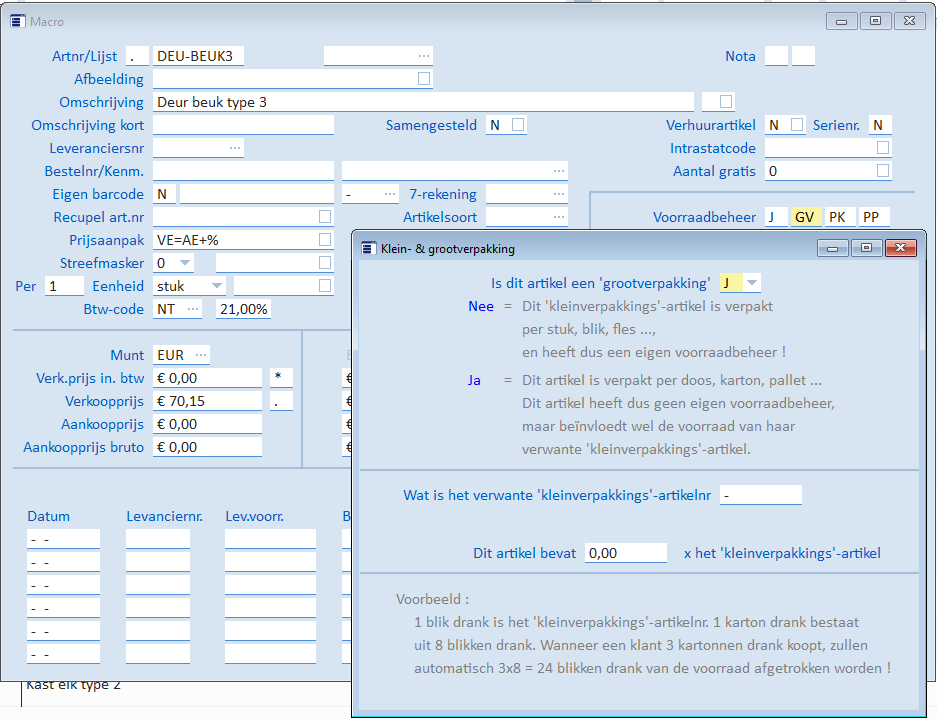 Macro
Artnr/Lijst . DEU-BEUK3 ... Nota
Afbeelding
Omschrijving Deur beuk type 3
Omschrijving kort Samengesteld N Verhuurartikel N Serienr. N
Leveranciersnr ... Intrastatcode
Bestelnr/Kenm. ... Aantal gratis 0
Eigen barcode N - ... 7-rekening ...
Recupel art.nr Artikelsoort ... Voorraadbeheer J GV PK PP
Prijsaanpak VE=AE+%
Streefmasker 0
Per 1 Eenheid stuk
Btw-code NT ... 21,00%
Munt EUR ...
Verk.prijs in. btw € 0,00 *
Verkoopprijs € 70,15 .
Aankoopprijs € 0,00
Aankoopprijs bruto € 0,00
Datum Levanciernr. Lev.voorr. B
- -
- -
- -
- -
- -
- -
Kast eik type 2
Klein- & grootverpakking
Is dit artikel een 'grootverpakking' J
Nee = Dit 'kleinverpakkings'-artikel is verpakt
per stuk, blik, fles ...,
en heeft dus een eigen voorraadbeheer !
Ja = Dit artikel is verpakt per doos, karton, pallet ...
Dit artikel heeft dus geen eigen voorraadbeheer,
maar beïnvloedt wel de voorraad van haar
verwante 'kleinverpakkings'-artikel.
Wat is het verwante 'kleinverpakkings'-artikelnr -
Dit artikel bevat 0,00 x het 'kleinverpakkings'-artikel
Voorbeeld :
1 blik drank is het 'kleinverpakkings'-artikelnr. 1 karton drank bestaat
uit 8 blikken drank. Wanneer een klant 3 kartonnen drank koopt, zullen
automatisch 3x8 = 24 blikken drank van de voorraad afgetrokken worden !